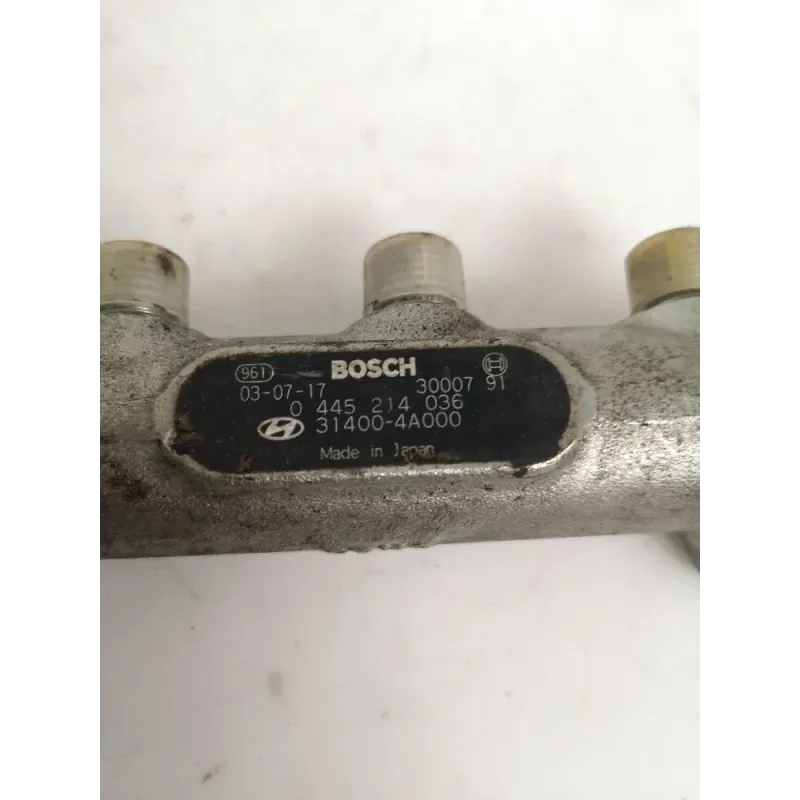 961 BOSCH
03-07-17 30007 91
0 445 214 036
31400-4A000
Made in Japan